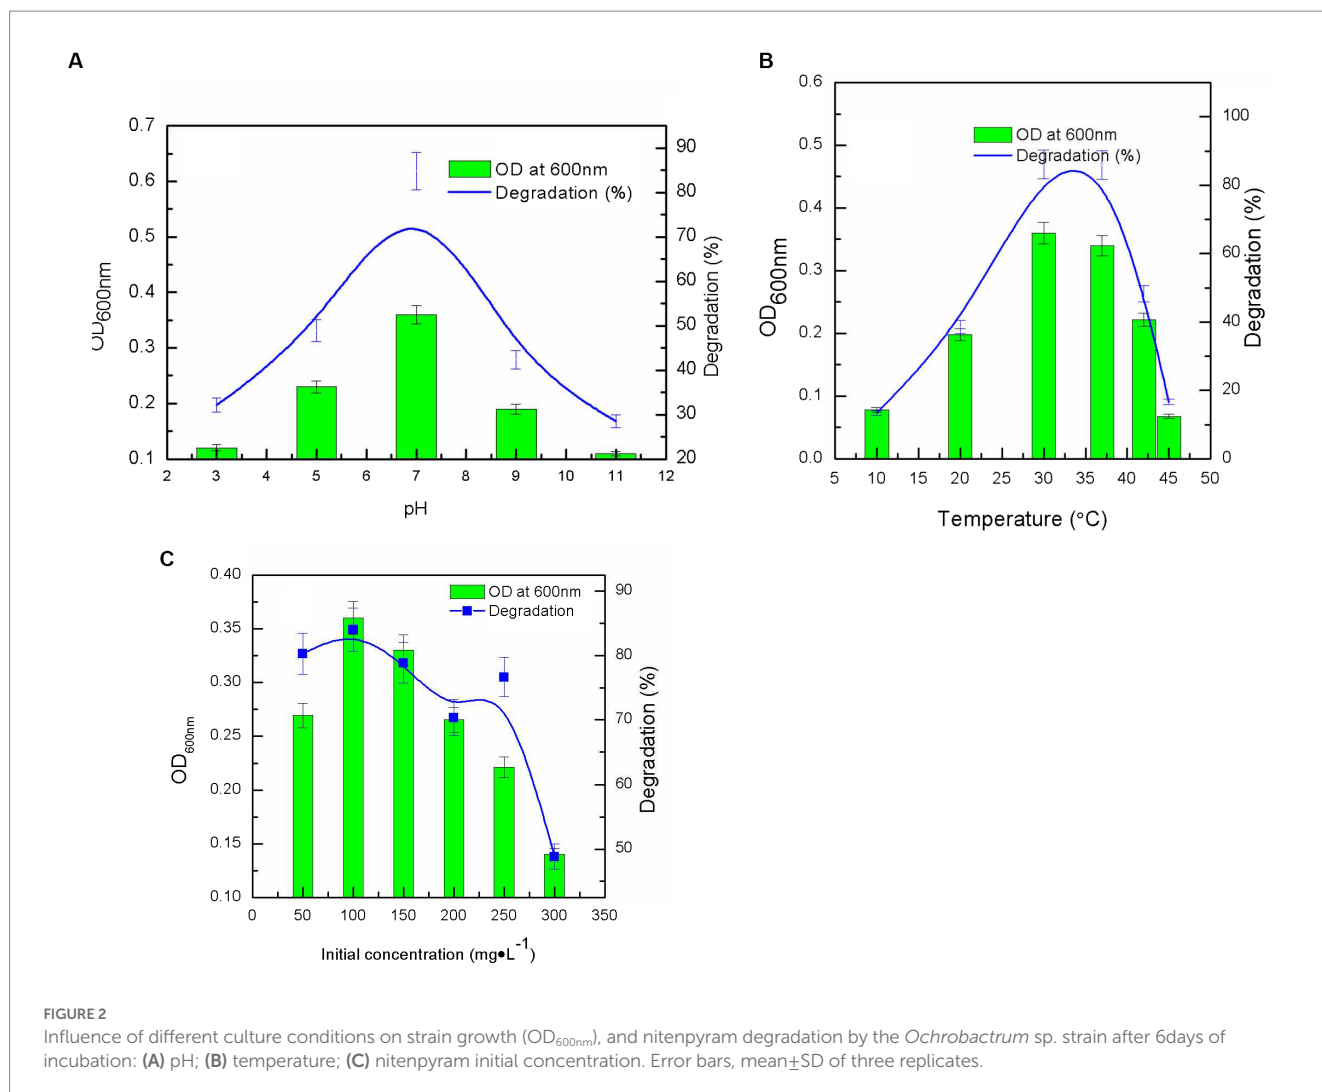 A
0.7
0.6
0.5
0.4
0.3
0.2
0.1
OD600nm
90
80
70
60
50
40
30
20
Degradation (%)
OD at 600nm
Degradation (%)
2 3 4 5 6 7 8 9 10 11 12
pH
B
0.6
0.5
0.4
0.3
0.2
0.1
0.0
OD600nm
100
80
60
40
20
0
Degradation (%)
OD at 600nm
Degradation (%)
5 10 15 20 25 30 35 40 45 50
Temperature (°C)
C
0.40
0.35
0.30
0.25
0.20
0.15
0.10
OD600nm
90
80
70
60
50
Degradation (%)
OD at 600nm
Degradation
0 50 100 150 200 250 300 350
Initial concentration (mg•L-1)
FIGURE 2
Influence of different culture conditions on strain growth (OD600nm), and nitenpyram degradation by the Ochrobactrum sp. strain after 6days of
incubation: (A) pH; (B) temperature; (C) nitenpyram initial concentration. Error bars, mean±SD of three replicates.